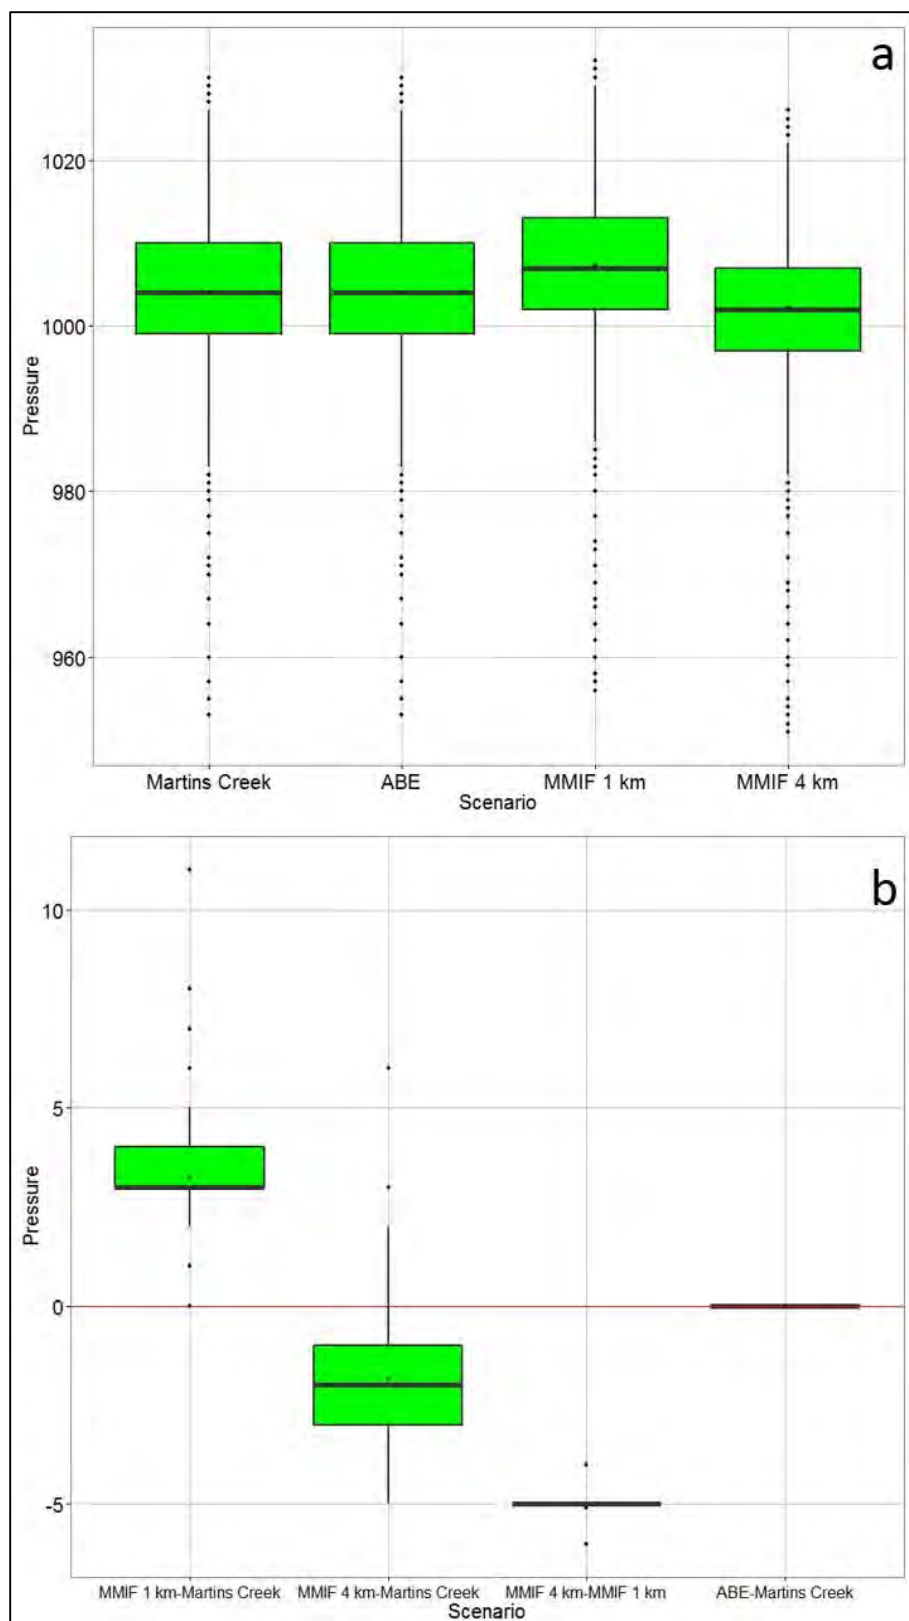 a
1020
1000
980
960
Pressure
Martins Creek ABE MMIF 1 km MMIF 4 km
Scenario
b
10
5
0
-5
Pressure
MMIF 1 km-Martins Creek MMIF 4 km-Martins Creek MMIF 4 km-MMIF 1 km ABE-Martins Creek
Scenario